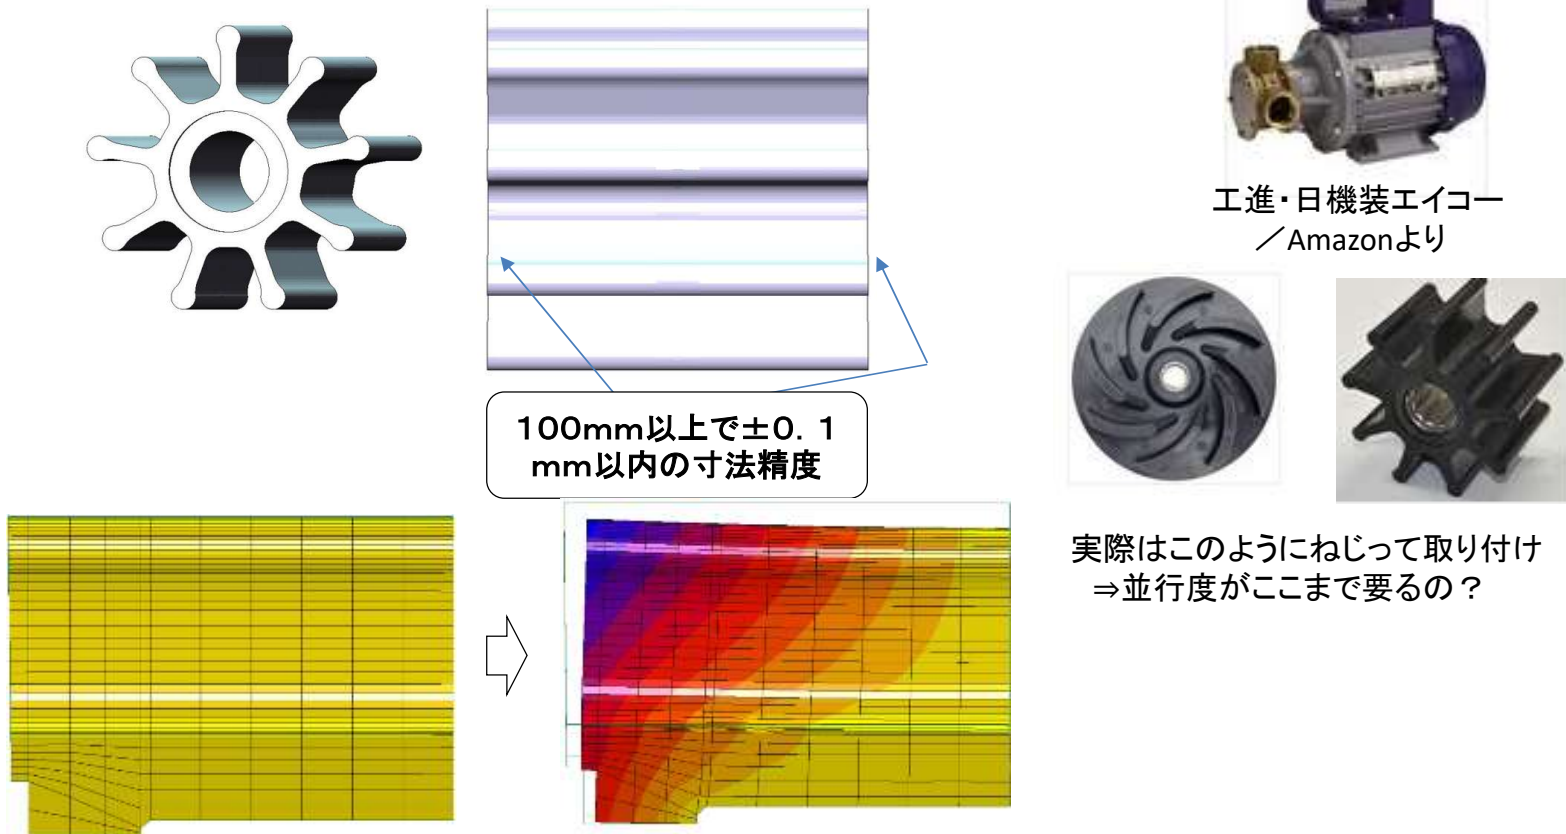 工進・日機装エイコー
／Amazonより
100mm以上で±0.1
mm以内の寸法精度
実際はこのようにねじって取り付け
⇒並行度がここまで要るの？